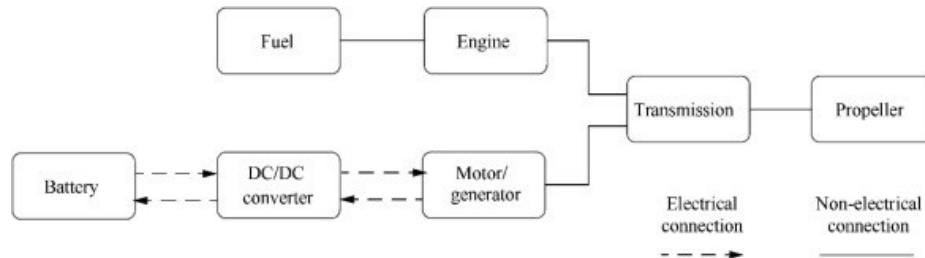 Fuel
Engine
Transmission
Propeller
Battery
DC/DC
converter
Motor/
generator
Electrical
connection
Non-electrical
connection